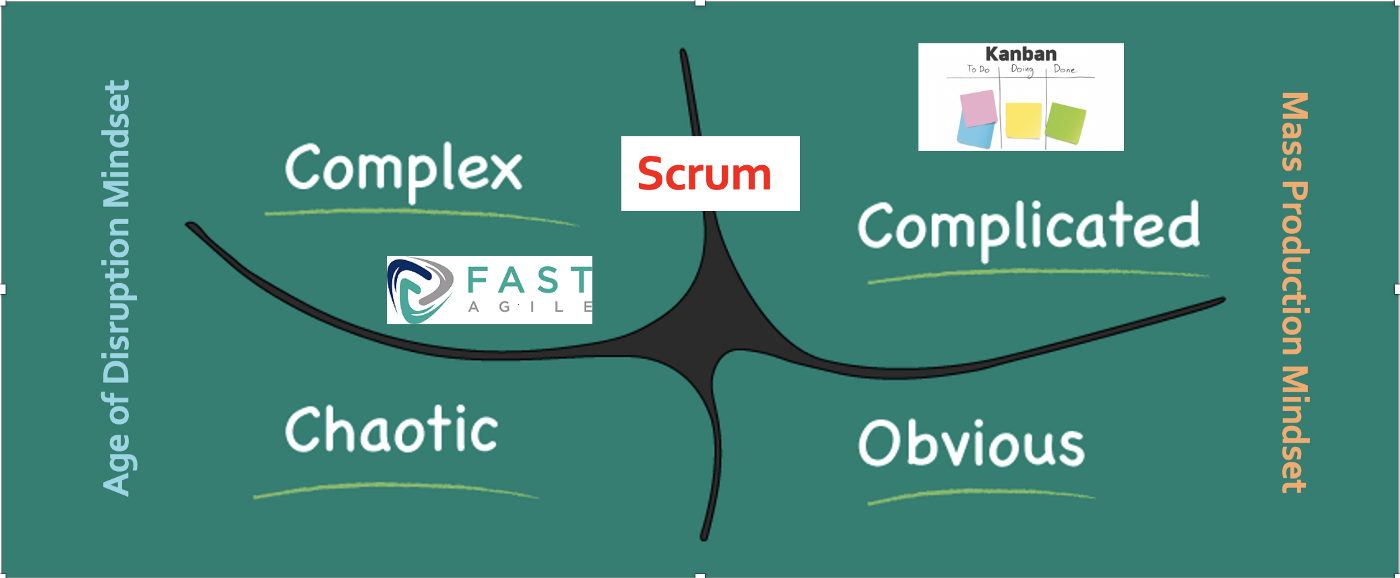 Age of Disruption Mindset
Complex
Scrum
Kanban
To Do Doing Done
Complicated
FAST
AGILE
Chaotic
Obvious
Mass Production Mindset